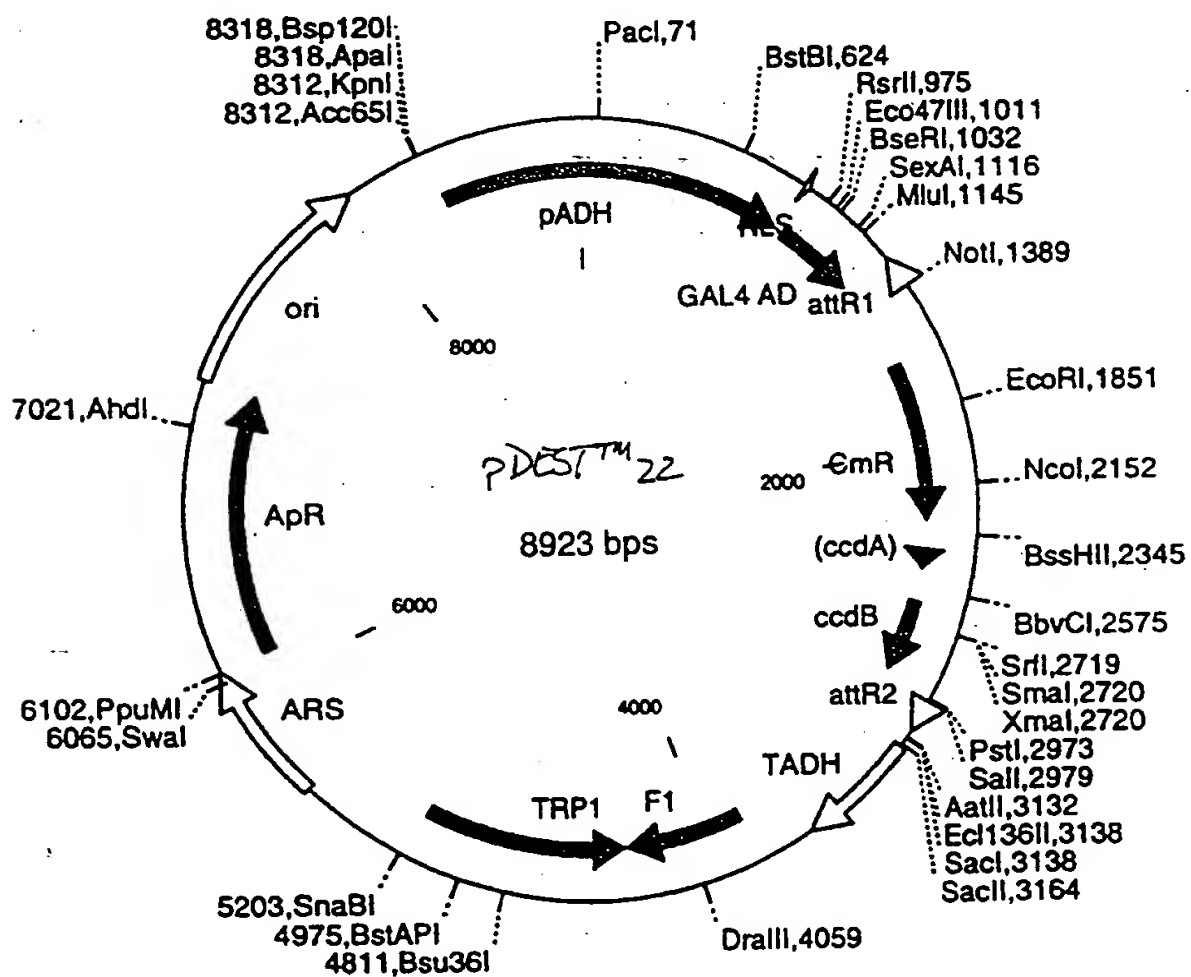 8318,Bsp120I
8318,ApaI
8312,KpnI
8312,Acc65I
PacI,71
BstBI,624
RsrII,975
Eco47III,1011
BseRI,1032
SexAI,1116
MluI,1145
NotI,1389
EcoRI,1851
NcoI,2152
BssHII,2345
BbvCI,2575
SrfI,2719
SmaI,2720
XmaI,2720
PstI,2973
SalI,2979
AatII,3132
Ecl136II,3138
SacI,3138
SacII,3164
DraIII,4059
4811,Bsu36I
4975,BstAPI
5203,SnaBI
6065,SwaI
6102,PpuMI
7021,AhdI
pADH
GAL4 AD
attR1
CmR
(ccdA)
ccdB
attR2
TADH
F1
TRP1
ARS
ApR
ori
8000
2000
4000
6000
pDEST™22
8923 bps